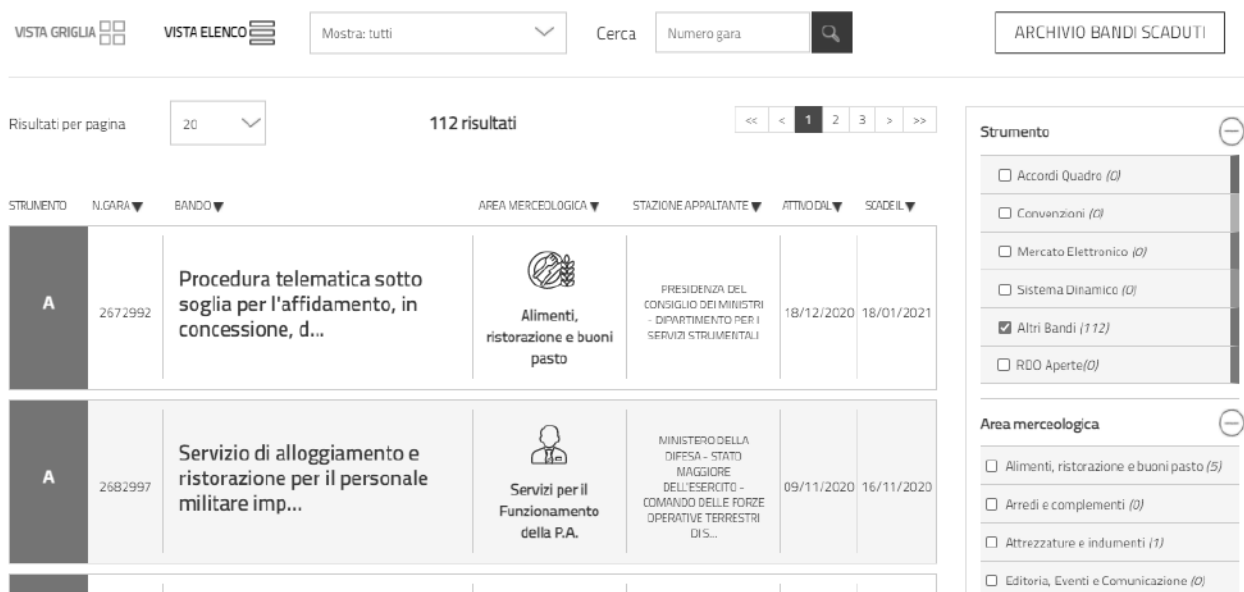 VISTA GRIGLIA
VISTA ELENCO
Mostra: tutti
Cerca
Numero gara
ARCHIVIO BANDI SCADUTI
Risultati per pagina
20
112 risultati
<< < 1 2 3 > >>
STRUMENTO N.GARA▼ BANDO▼ AREA MERCEOLOGICA▼ STAZIONE APPALTANTE▼ ATTIVO DAL▼ SCADE IL▼
A
2672992
Procedura telematica sotto
soglia per l'affidamento, in
concessione, d...
Alimenti,
ristorazione e buoni
pasto
PRESIDENZA DEL
CONSIGLIO DEI MINISTRI
- DIPARTIMENTO PER I
SERVIZI STRUMENTALI
18/12/2020
18/01/2021
A
2682997
Servizio di alloggiamento e
ristorazione per il personale
militare imp...
Servizi per il
Funzionamento
della P.A.
MINISTERO DELLA
DIFESA - STATO
MAGGIORE
DELL'ESERCITO -
COMANDO DELLE FORZE
OPERATIVE TERRESTRI
DI S...
09/11/2020
16/11/2020
Strumento
Accordi Quadro (0)
Convenzioni (0)
Mercato Elettronico (0)
Sistema Dinamico (0)
Altri Bandi (112)
RDO Aperte(0)
Area merceologica
Alimenti, ristorazione e buoni pasto (5)
Arredi e complementi (0)
Attrezzature e indumenti (1)
Editoria, Eventi e Comunicazione (0)